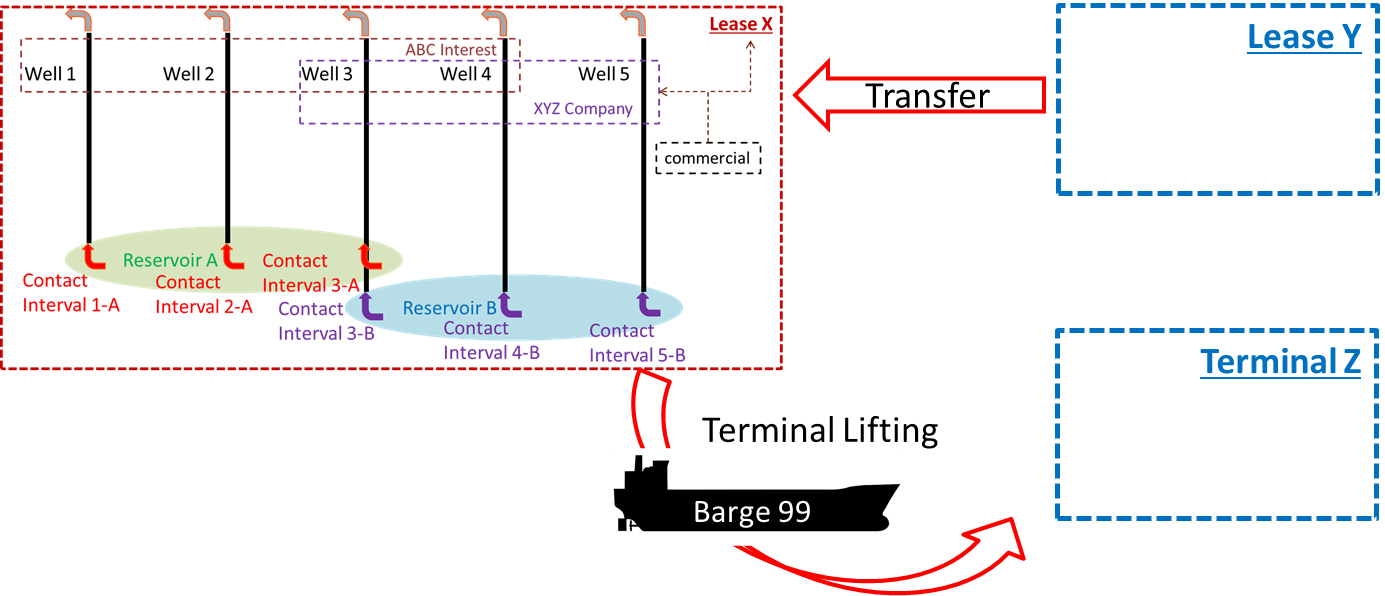 Lease X
ABC Interest
Well 1
Well 2
Well 3
Well 4
Well 5
XYZ Company
commercial
Reservoir A
Contact
Interval 1-A
Contact
Interval 2-A
Contact
Interval 3-A
Contact
Interval 3-B
Reservoir B
Contact
Interval 4-B
Contact
Interval 5-B
Transfer
Lease Y
Terminal Z
Terminal Lifting
Barge 99